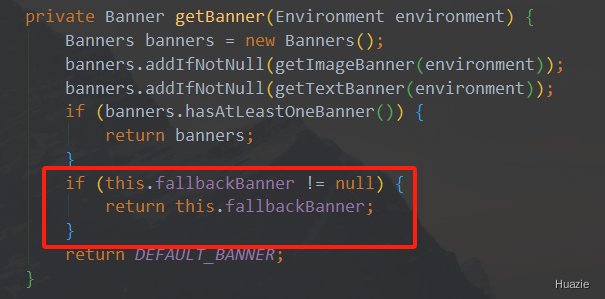 private Banner getBanner(Environment environment) {
    Banners banners = new Banners();
    banners.addIfNotNull(getImageBanner(environment));
    banners.addIfNotNull(getTextBanner(environment));
    if (banners.hasAtLeastOneBanner()) {
        return banners;
    }
    if (this.fallbackBanner != null) {
        return this.fallbackBanner;
    }
    return DEFAULT_BANNER;
}
Huazie